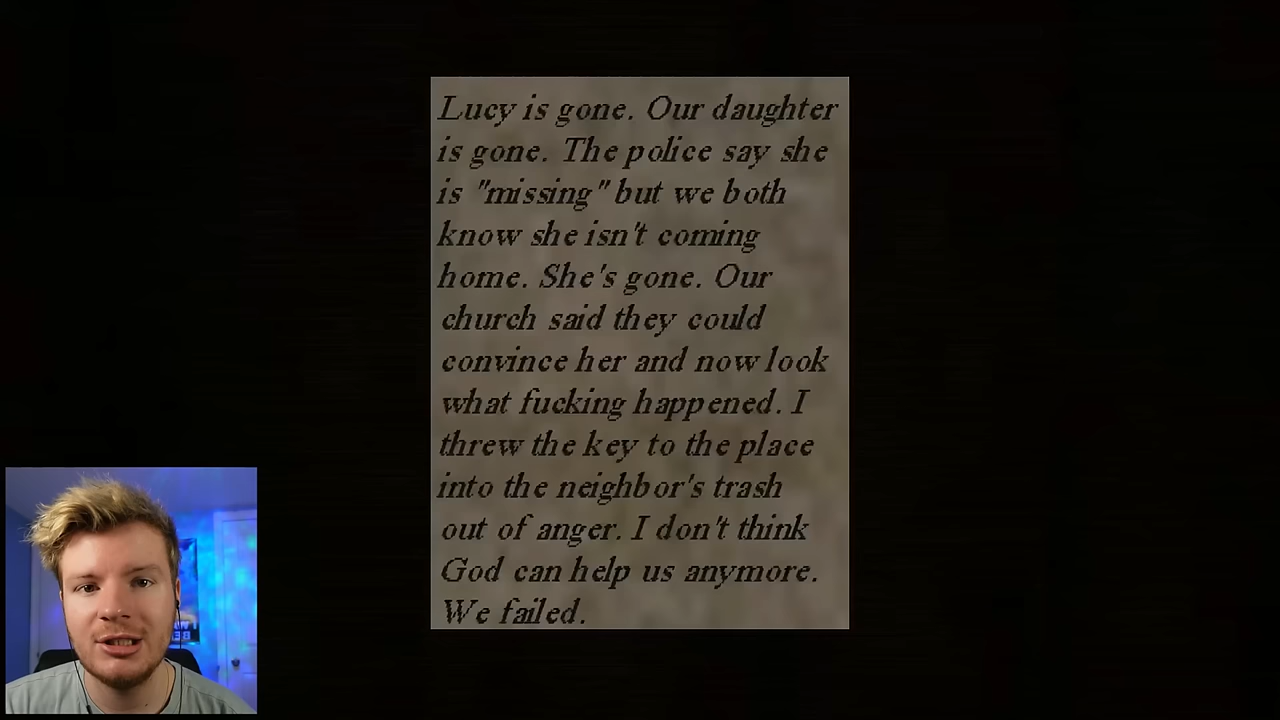 Lucy is gone. Our daughter
is gone. The police say she
is "missing" but we both
know she isn't coming
home. She's gone. Our
church said they could
convince her and now look
what fucking happened. I
threw the key to the place
into the neighbor's trash
out of anger. I don't think
God can help us anymore.
We failed.